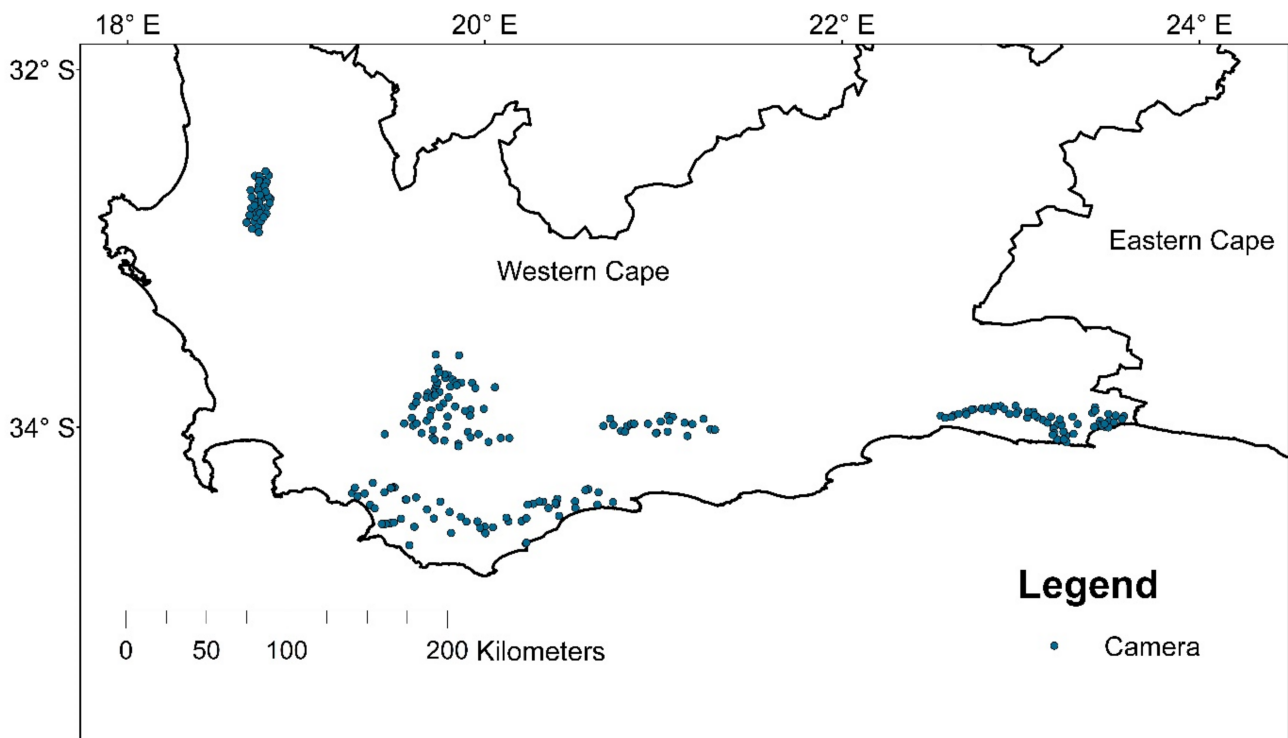 18° E 20° E 22° E 24° E
32° S
Eastern Cape
Western Cape
34° S
Legend
Camera
0 50 100 200 Kilometers